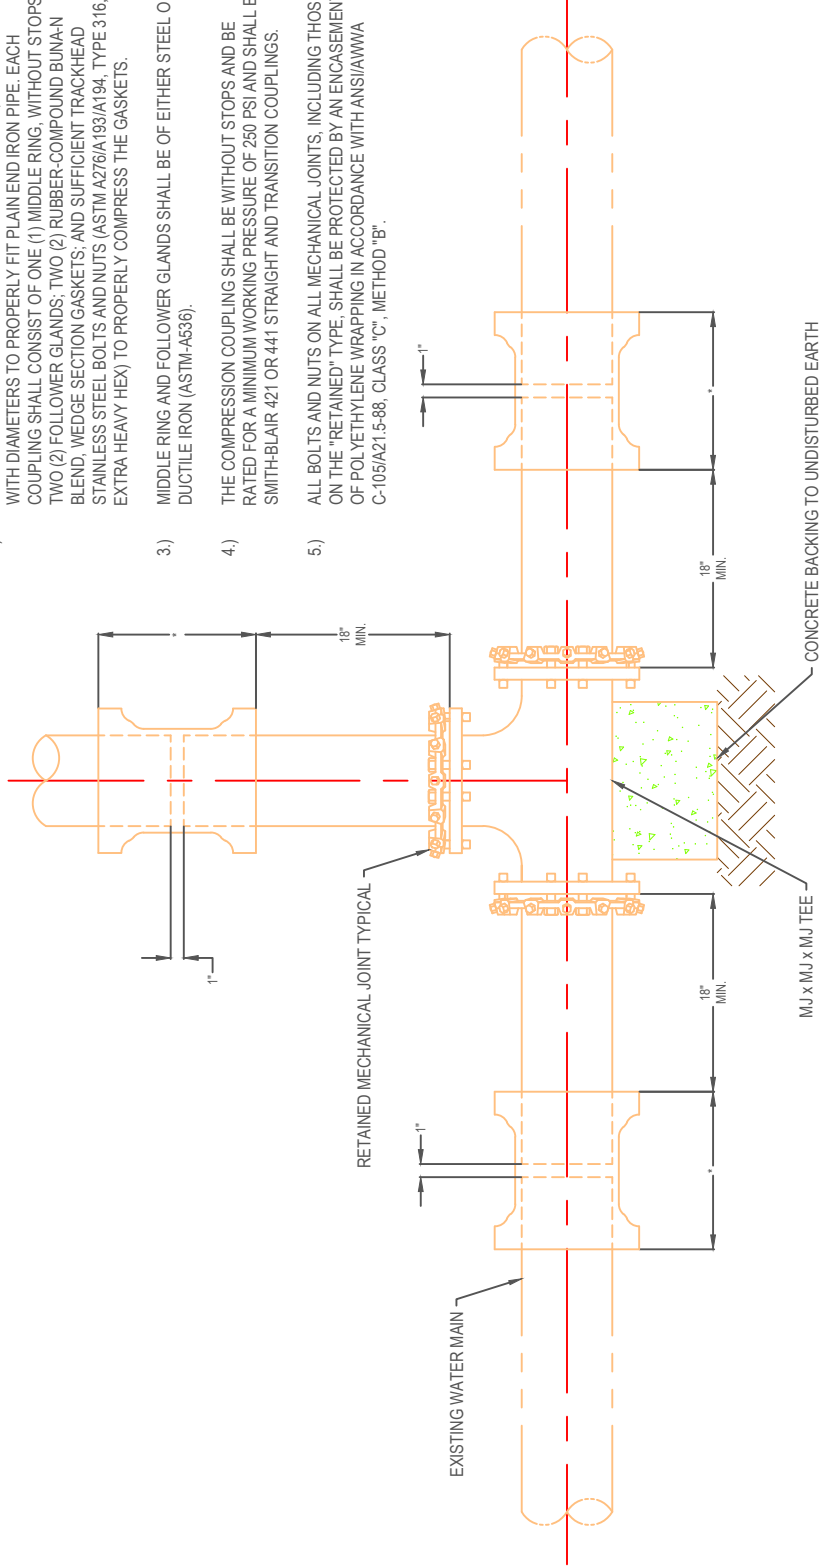 WITH DIAMETERS TO PROPERLY FIT PLAIN END IRON PIPE. EACH
COUPLING SHALL CONSIST OF ONE (1) MIDDLE RING, WITHOUT STOPS
TWO (2) FOLLOWER GLANDS; TWO (2) RUBBER-COMPOUND BUNA-N
BLEND, WEDGE SECTION GASKETS; AND SUFFICIENT TRACKHEAD
STAINLESS STEEL BOLTS AND NUTS (ASTM A276/A193/A194, TYPE 316,
EXTRA HEAVY HEX) TO PROPERLY COMPRESS THE GASKETS.
3.) MIDDLE RING AND FOLLOWER GLANDS SHALL BE OF EITHER STEEL O
DUCTILE IRON (ASTM-A536).
4.) THE COMPRESSION COUPLING SHALL BE WITHOUT STOPS AND BE
RATED FOR A MINIMUM WORKING PRESSURE OF 250 PSI AND SHALL B
SMITH-BLAIR 421 OR 441 STRAIGHT AND TRANSITION COUPLINGS.
5.) ALL BOLTS AND NUTS ON ALL MECHANICAL JOINTS, INCLUDING THOS
ON THE "RETAINED" TYPE, SHALL BE PROTECTED BY AN ENCASEMEN
OF POLYETHYLENE WRAPPING IN ACCORDANCE WITH ANSI/AWWA
C-105/A21.5-88, CLASS "C", METHOD "B".
1"
*
18"
MIN.
RETAINED MECHANICAL JOINT TYPICAL
EXISTING WATER MAIN
1"
1"
*
18"
MIN.
18"
MIN.
*
MJ x MJ x MJ TEE
CONCRETE BACKING TO UNDISTURBED EARTH